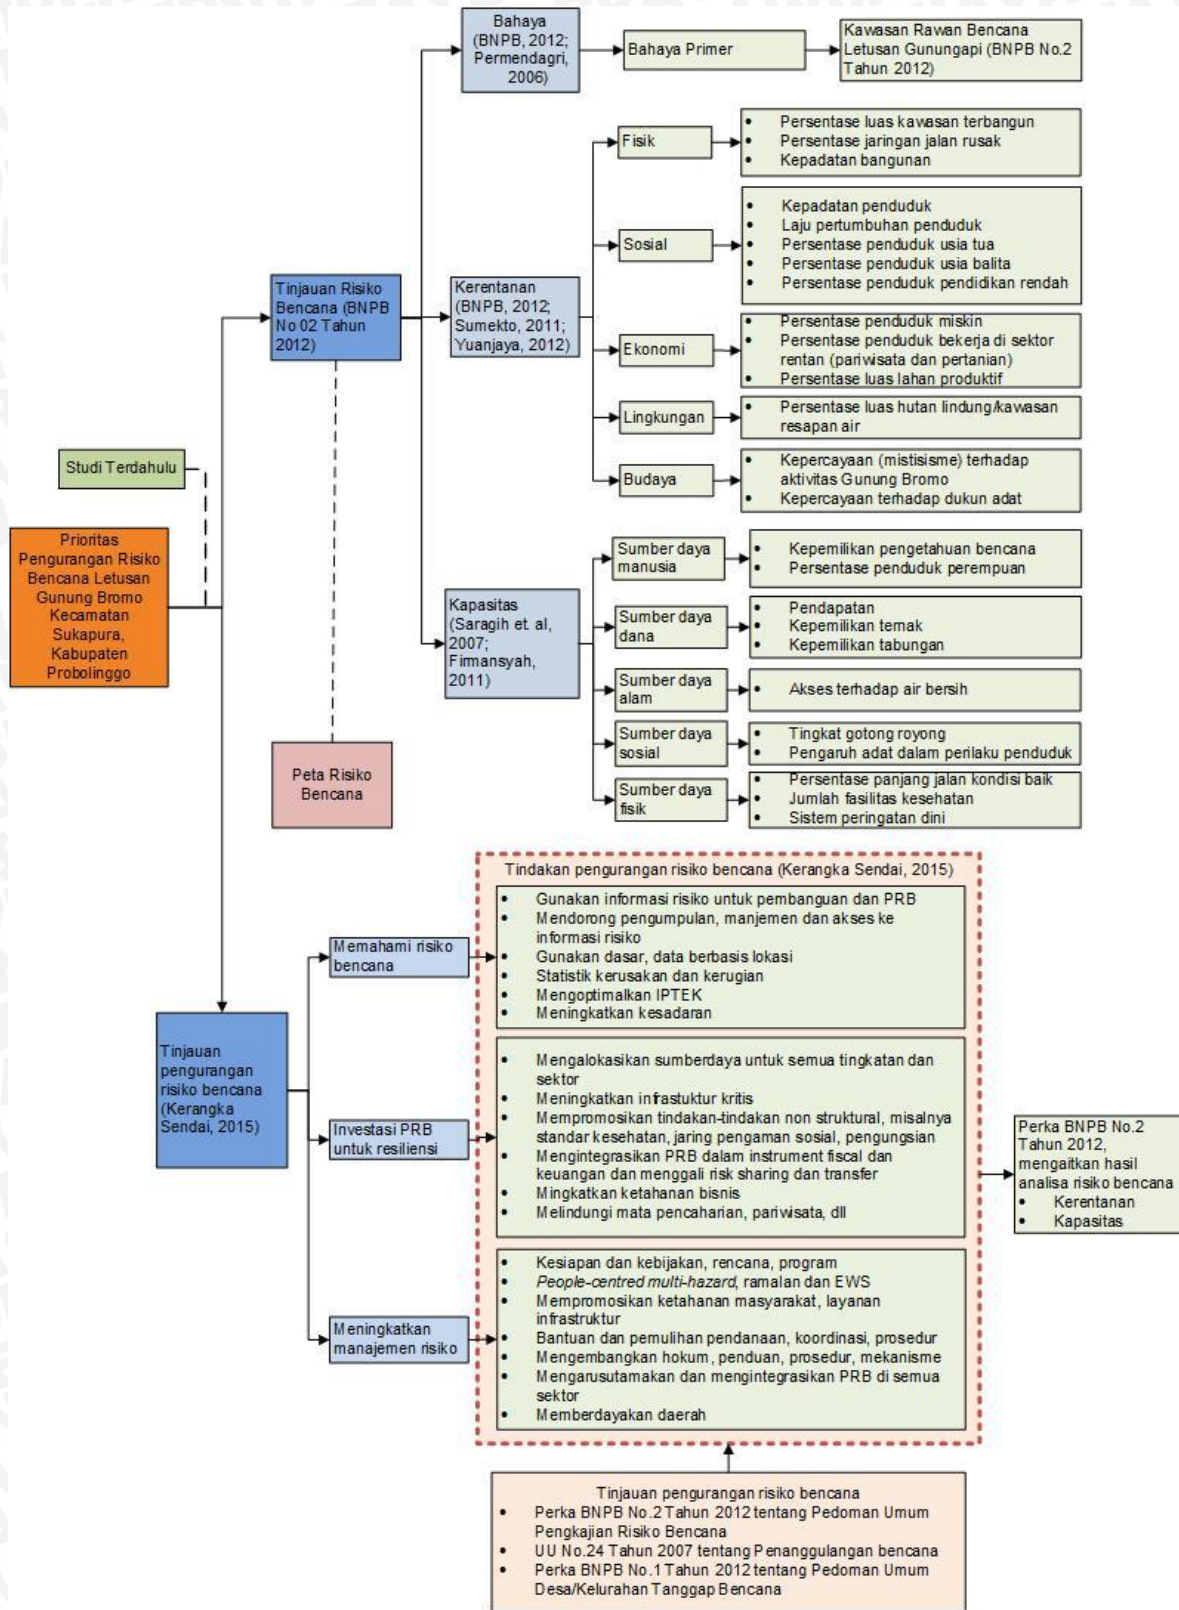 Bahaya
(BNPB, 2012;
Permendagri,
2006)
Bahaya Primer
Kawasan Rawan Bencana
Letusan Gunungapi (BNPB No.2
Tahun 2012)
Fisik
• Persentase luas kawasan terbangun
• Persentase jaringan jalan rusak
• Kepadatan bangunan
Sosial
• Kepadatan penduduk
• Laju pertumbuhan penduduk
• Persentase penduduk usia tua
• Persentase penduduk usia balita
• Persentase penduduk pendidikan rendah
Tinjauan Risiko
Bencana (BNPB
No 02 Tahun
2012)
Kerentanan
(BNPB, 2012;
Sumekto, 2011;
Yuanjaya, 2012)
Ekonomi
• Persentase penduduk miskin
• Persentase penduduk bekerja di sektor
rentan (pariwisata dan pertanian)
• Persentase luas lahan produktif
Lingkungan
• Persentase luas hutan lindung/kawasan
resapan air
Budaya
• Kepercayaan (mistisisme) terhadap
aktivitas Gunung Bromo
• Kepercayaan terhadap dukun adat
Studi Terdahulu
Prioritas
Pengurangan Risiko
Bencana Letusan
Gunung Bromo
Kecamatan
Sukapura,
Kabupaten
Probolinggo
Kapasitas
(Saragih et. al,
2007;
Firmansyah,
2011)
Sumber daya
manusia
• Kepemilikan pengetahuan bencana
• Persentase penduduk perempuan
Sumber daya
dana
• Pendapatan
• Kepemilikan ternak
• Kepemilikan tabungan
Sumber daya
alam
• Akses terhadap air bersih
Sumber daya
sosial
• Tingkat gotong royong
• Pengaruh adat dalam perilaku penduduk
Sumber daya
fisik
• Persentase panjang jalan kondisi baik
• Jumlah fasilitas kesehatan
• Sistem peringatan dini
Peta Risiko
Bencana
Tindakan pengurangan risiko bencana (Kerangka Sendai, 2015)
Memahami risiko
bencana
• Gunakan informasi risiko untuk pembanguan dan PRB
• Mendorong pengumpulan, manjemen dan akses ke
informasi risiko
• Gunakan dasar, data berbasis lokasi
• Statistik kerusakan dan kerugian
• Mengoptimalkan IPTEK
• Meningkatkan kesadaran
Tinjauan
pengurangan
risiko bencana
(Kerangka
Sendai, 2015)
Investasi PRB
untuk resiliensi
• Mengalokasikan sumberdaya untuk semua tingkatan dan
sektor
• Meningkatkan infrastuktur kritis
• Mempromosikan tindakan-tindakan non struktural, misalnya
standar kesehatan, jaring pengaman sosial, pengungsian
• Mengintegrasikan PRB dalam instrument fiscal dan
keuangan dan menggali risk sharing dan transfer
• Mingkatkan ketahanan bisnis
• Melindungi mata pencaharian, pariwisata, dll
Perka BNPB No.2
Tahun 2012,
mengaitkan hasil
analisa risiko bencana
• Kerentanan
• Kapasitas
Meningkatkan
manajemen risiko
• Kesiapan dan kebijakan, rencana, program
• People-centred multi-hazard, ramalan dan EWS
• Mempromosikan ketahanan masyarakat, layanan
infrastruktur
• Bantuan dan pemulihan pendanaan, koordinasi, prosedur
• Mengembangkan hokum, penduan, prosedur, mekanisme
• Mengarusutamakan dan mengintegrasikan PRB di semua
sektor
• Memberdayakan daerah
Tinjauan pengurangan risiko bencana
• Perka BNPB No.2 Tahun 2012 tentang Pedoman Umum
Pengkajian Risiko Bencana
• UU No.24 Tahun 2007 tentang Penanggulangan bencana
• Perka BNPB No.1 Tahun 2012 tentang Pedoman Umum
Desa/Kelurahan Tanggap Bencana